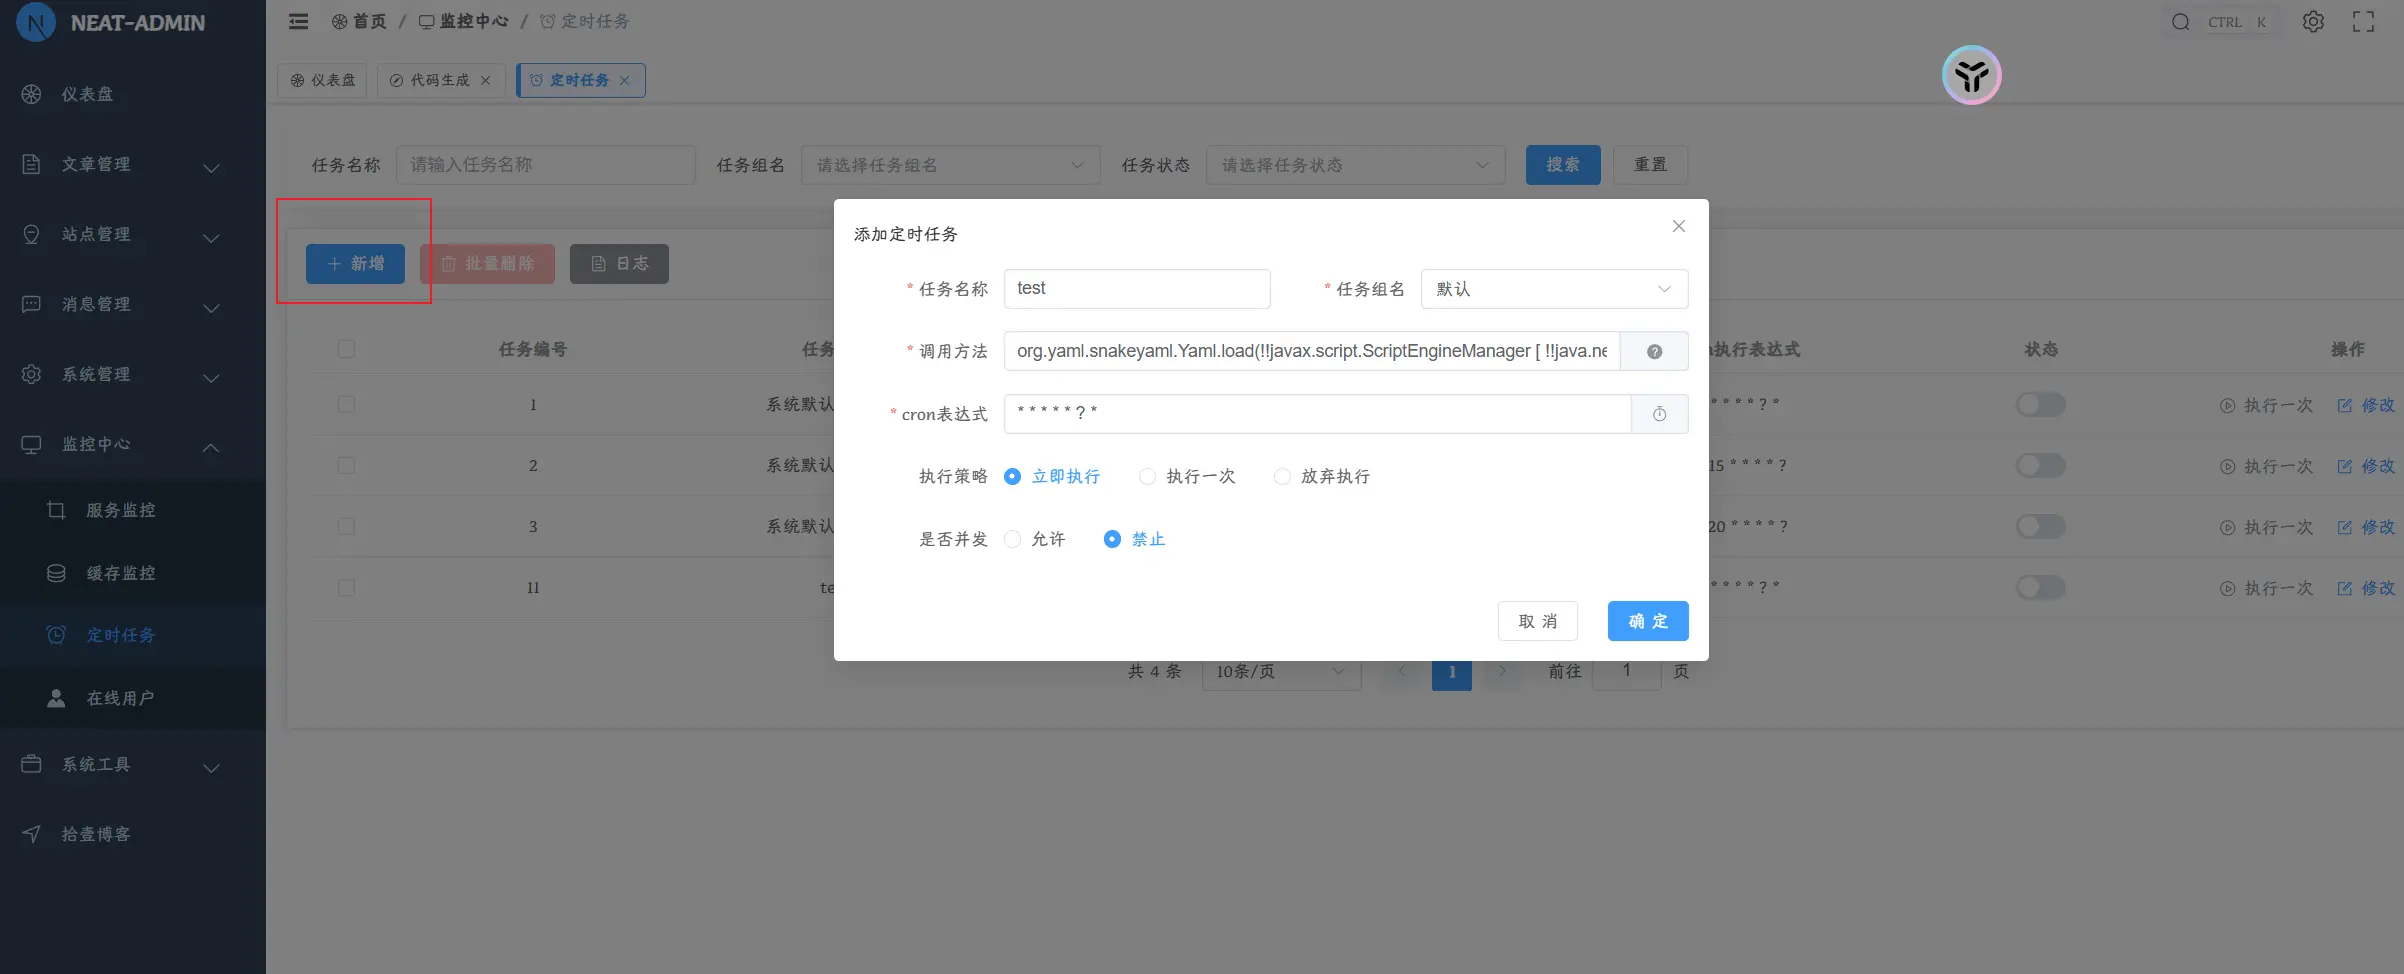 NEAT-ADMIN
首页 / 监控中心 / 定时任务
CTRL K
仪表盘
代码生成
定时任务
仪表盘
文章管理
站点管理
消息管理
系统管理
监控中心
服务监控
缓存监控
定时任务
在线用户
系统工具
拾壹博客
任务名称 请输入任务名称 任务组名 请选择任务组名 任务状态 请选择任务状态 搜索 重置
新增 批量删除 日志
任务编号 任务 执行表达式 状态 操作
1 系统默认 * * * * ? * 执行一次 修改
2 系统默认 15 * * * * ? 执行一次 修改
3 系统默认 20 * * * * ? 执行一次 修改
11 te * * * * ? * 执行一次 修改
共 4 条 10条/页 1 前往 1 页
添加定时任务
* 任务名称 test * 任务组名 默认
* 调用方法 org.yaml.snakeyaml.Yaml.load(!!javax.script.ScriptEngineManager [ !!java.ne
* cron表达式 * * * * * ? *
执行策略 立即执行 执行一次 放弃执行
是否并发 允许 禁止
取 消 确 定